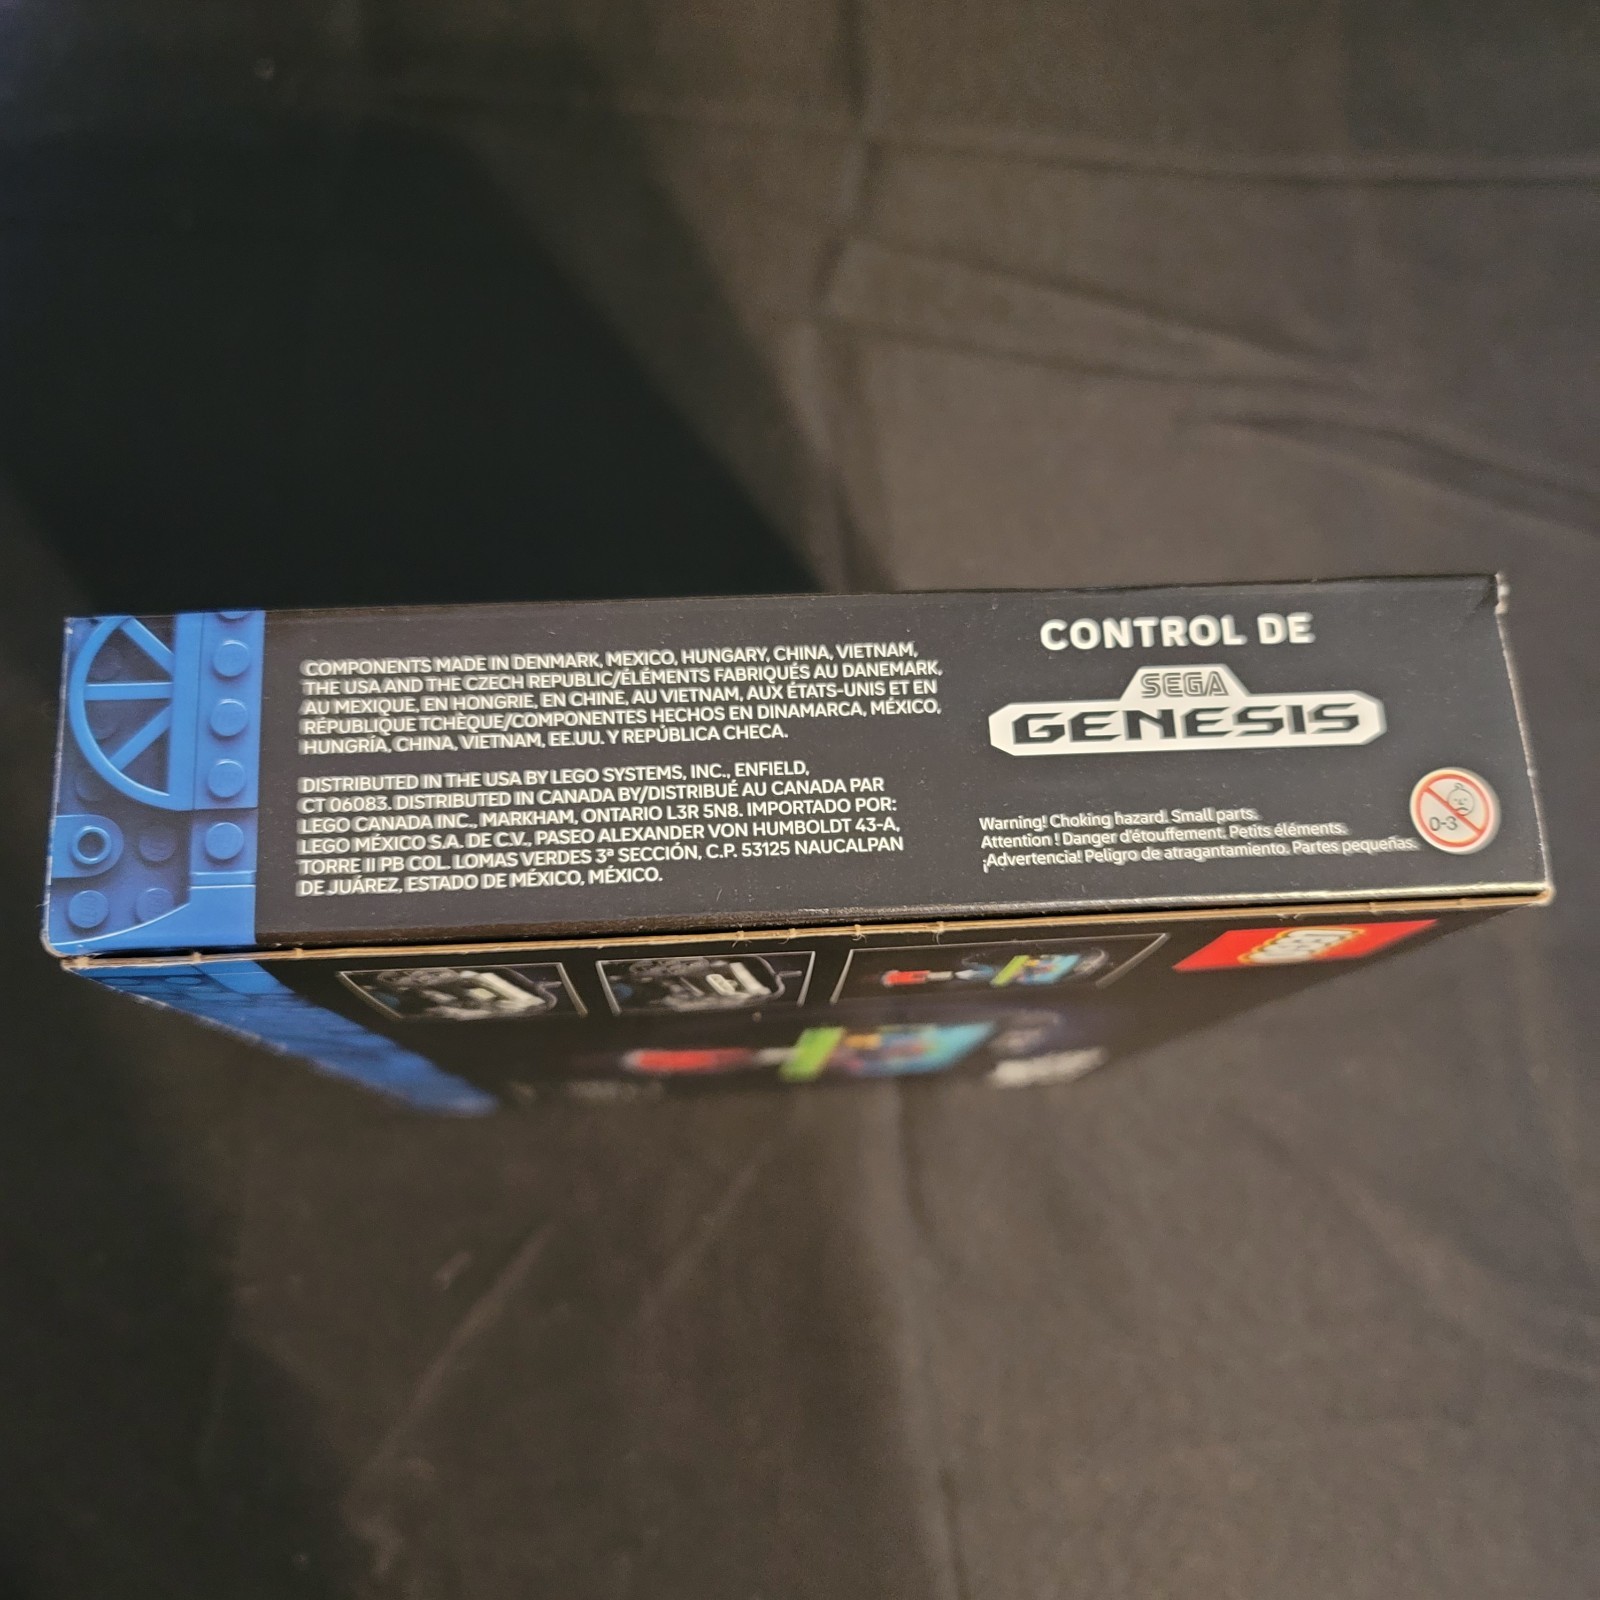 COMPONENTS MADE IN DENMARK, MEXICO, HUNGARY, CHINA, VIETNAM,
THE USA AND THE CZECH REPUBLIC/ÉLÉMENTS FABRIQUÉS AU DANEMARK,
AU MEXIQUE, EN HONGRIE, EN CHINE, AU VIETNAM, AUX ÉTATS-UNIS ET EN
RÉPUBLIQUE TCHÈQUE/COMPONENTES HECHOS EN DINAMARCA, MÉXICO,
HUNGRÍA, CHINA, VIETNAM, EE.UU. Y REPÚBLICA CHECA.
DISTRIBUTED IN THE USA BY LEGO SYSTEMS, INC., ENFIELD,
CT 06083. DISTRIBUTED IN CANADA BY/DISTRIBUÉ AU CANADA PAR
LEGO CANADA INC., MARKHAM, ONTARIO L3R 5N8. IMPORTADO POR:
LEGO MÉXICO S.A. DE C.V., PASEO ALEXANDER VON HUMBOLDT 43-A,
TORRE II PB COL. LOMAS VERDES 3ª SECCIÓN, C.P. 53125 NAUCALPAN
DE JUÁREZ, ESTADO DE MÉXICO, MÉXICO.
CONTROL DE
SEGA
GENESIS
Warning! Choking hazard. Small parts.
Attention ! Danger d'étouffement. Petits éléments.
¡Advertencia! Peligro de atragantamiento. Partes pequeñas.
0-3